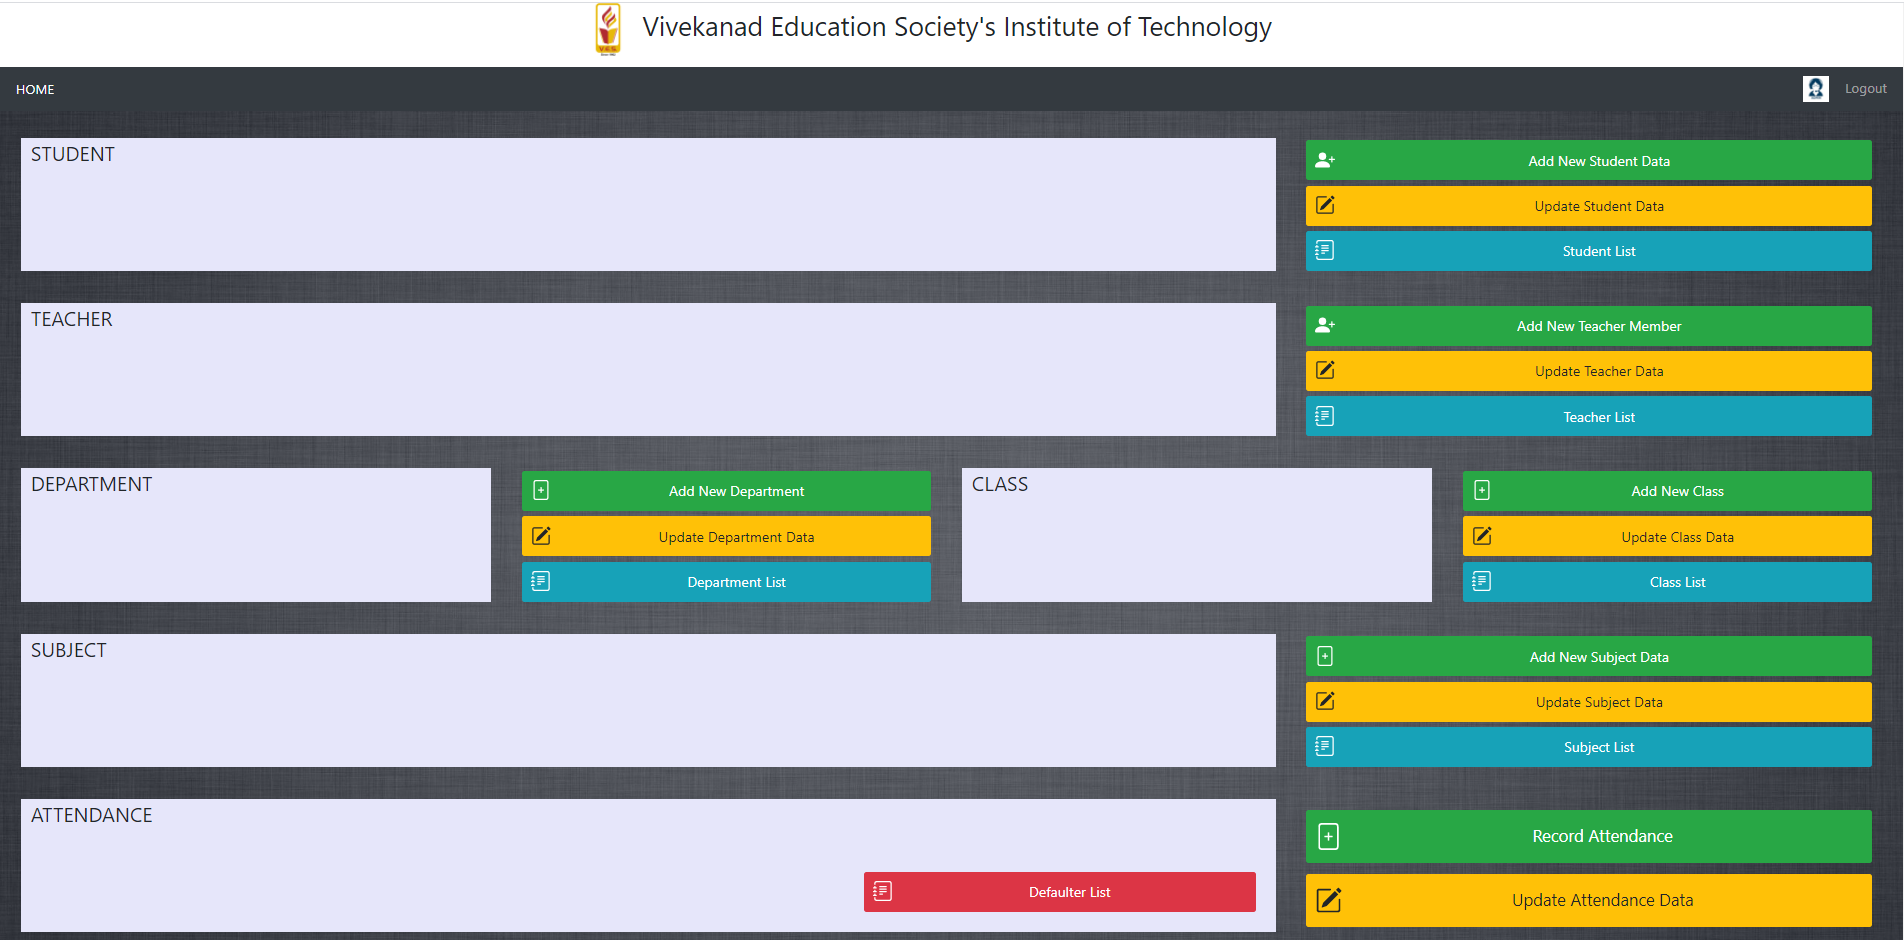 Vivekanad Education Society's Institute of Technology
HOME
Logout
STUDENT
Add New Student Data
Update Student Data
Student List
TEACHER
Add New Teacher Member
Update Teacher Data
Teacher List
DEPARTMENT
Add New Department
Update Department Data
Department List
CLASS
Add New Class
Update Class Data
Class List
SUBJECT
Add New Subject Data
Update Subject Data
Subject List
ATTENDANCE
Defaulter List
Record Attendance
Update Attendance Data